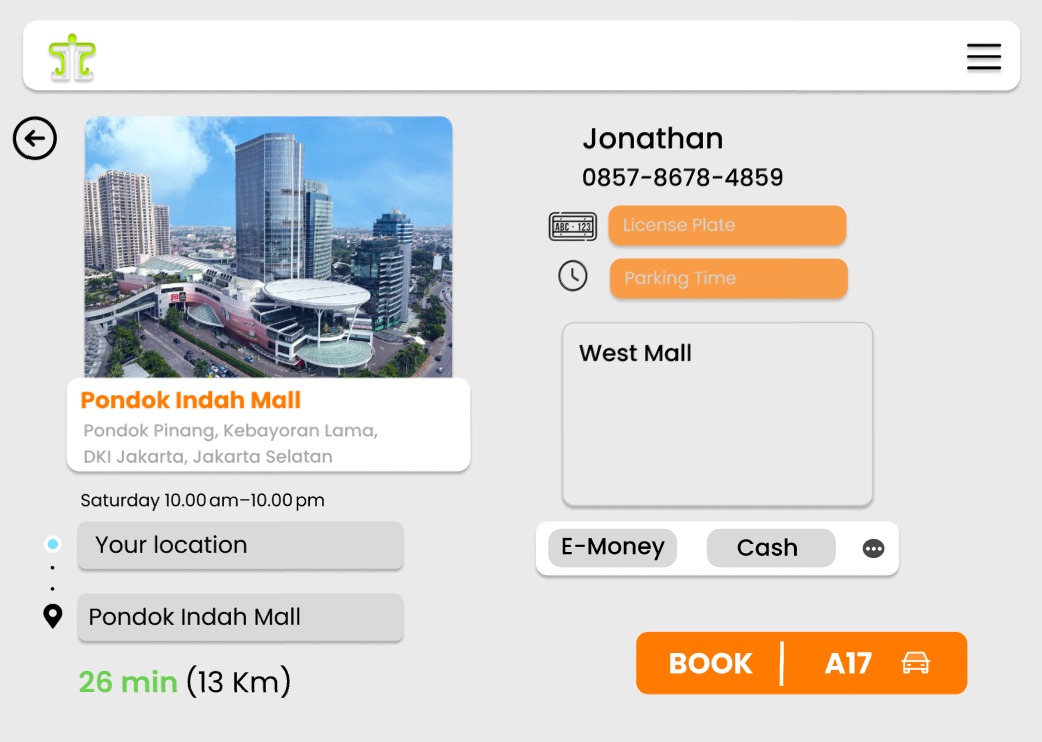 Jonathan
0857-8678-4859
ABC - 123
License Plate
Parking Time
Pondok Indah Mall
Pondok Pinang, Kebayoran Lama,
DKI Jakarta, Jakarta Selatan
Saturday 10.00 am–10.00 pm
Your location
Pondok Indah Mall
26 min (13 Km)
West Mall
E-Money
Cash
BOOK | A17